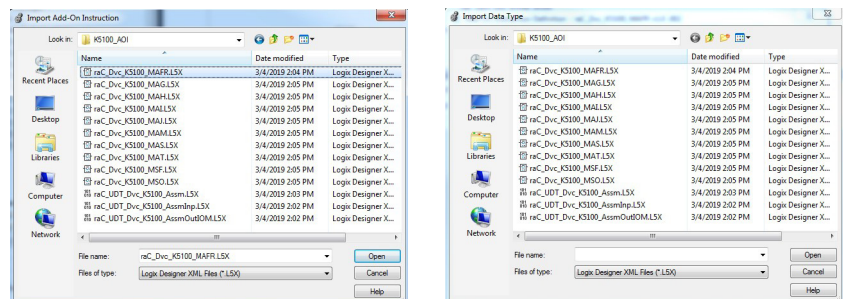 Import Add-On Instruction
Look in: K5100_AOI
Name Date modified Type
raC_Dvc_K5100_MAFR.L5X 3/4/2019 2:04 PM Logix Designer X...
raC_Dvc_K5100_MAG.L5X 3/4/2019 2:05 PM Logix Designer X...
raC_Dvc_K5100_MAH.L5X 3/4/2019 2:05 PM Logix Designer X...
raC_Dvc_K5100_MAI.L5X 3/4/2019 2:05 PM Logix Designer X...
raC_Dvc_K5100_MAJ.L5X 3/4/2019 2:05 PM Logix Designer X...
raC_Dvc_K5100_MAM.L5X 3/4/2019 2:05 PM Logix Designer X...
raC_Dvc_K5100_MAS.L5X 3/4/2019 2:05 PM Logix Designer X...
raC_Dvc_K5100_MAT.L5X 3/4/2019 2:05 PM Logix Designer X...
raC_Dvc_K5100_MSF.L5X 3/4/2019 2:05 PM Logix Designer X...
raC_Dvc_K5100_MSO.L5X 3/4/2019 2:05 PM Logix Designer X...
raC_UDT_Dvc_K5100_Assm.L5X 3/4/2019 2:03 PM Logix Designer X...
raC_UDT_Dvc_K5100_AssmInp.L5X 3/4/2019 2:02 PM Logix Designer X...
raC_UDT_Dvc_K5100_AssmOutIOM.L5X 3/4/2019 2:02 PM Logix Designer X...
Recent Places
Desktop
Libraries
Computer
Network
File name: raC_Dvc_K5100_MAFR.L5X Open
Files of type: Logix Designer XML Files (*.L5X) Cancel
Help
Import Data Type
Look in: K5100_AOI
Name Date modified Type
raC_Dvc_K5100_MAFR.L5X 3/4/2019 2:04 PM Logix Designer X...
raC_Dvc_K5100_MAG.L5X 3/4/2019 2:05 PM Logix Designer X...
raC_Dvc_K5100_MAH.L5X 3/4/2019 2:05 PM Logix Designer X...
raC_Dvc_K5100_MAI.L5X 3/4/2019 2:05 PM Logix Designer X...
raC_Dvc_K5100_MAJ.L5X 3/4/2019 2:05 PM Logix Designer X...
raC_Dvc_K5100_MAM.L5X 3/4/2019 2:05 PM Logix Designer X...
raC_Dvc_K5100_MAS.L5X 3/4/2019 2:05 PM Logix Designer X...
raC_Dvc_K5100_MAT.L5X 3/4/2019 2:05 PM Logix Designer X...
raC_Dvc_K5100_MSF.L5X 3/4/2019 2:05 PM Logix Designer X...
raC_Dvc_K5100_MSO.L5X 3/4/2019 2:05 PM Logix Designer X...
raC_UDT_Dvc_K5100_Assm.L5X 3/4/2019 2:03 PM Logix Designer X...
raC_UDT_Dvc_K5100_AssmInp.L5X 3/4/2019 2:02 PM Logix Designer X...
raC_UDT_Dvc_K5100_AssmOutIOM.L5X 3/4/2019 2:02 PM Logix Designer X...
Recent Places
Desktop
Libraries
Computer
Network
File name: Open
Files of type: Logix Designer XML Files (*.L5X) Cancel
Help